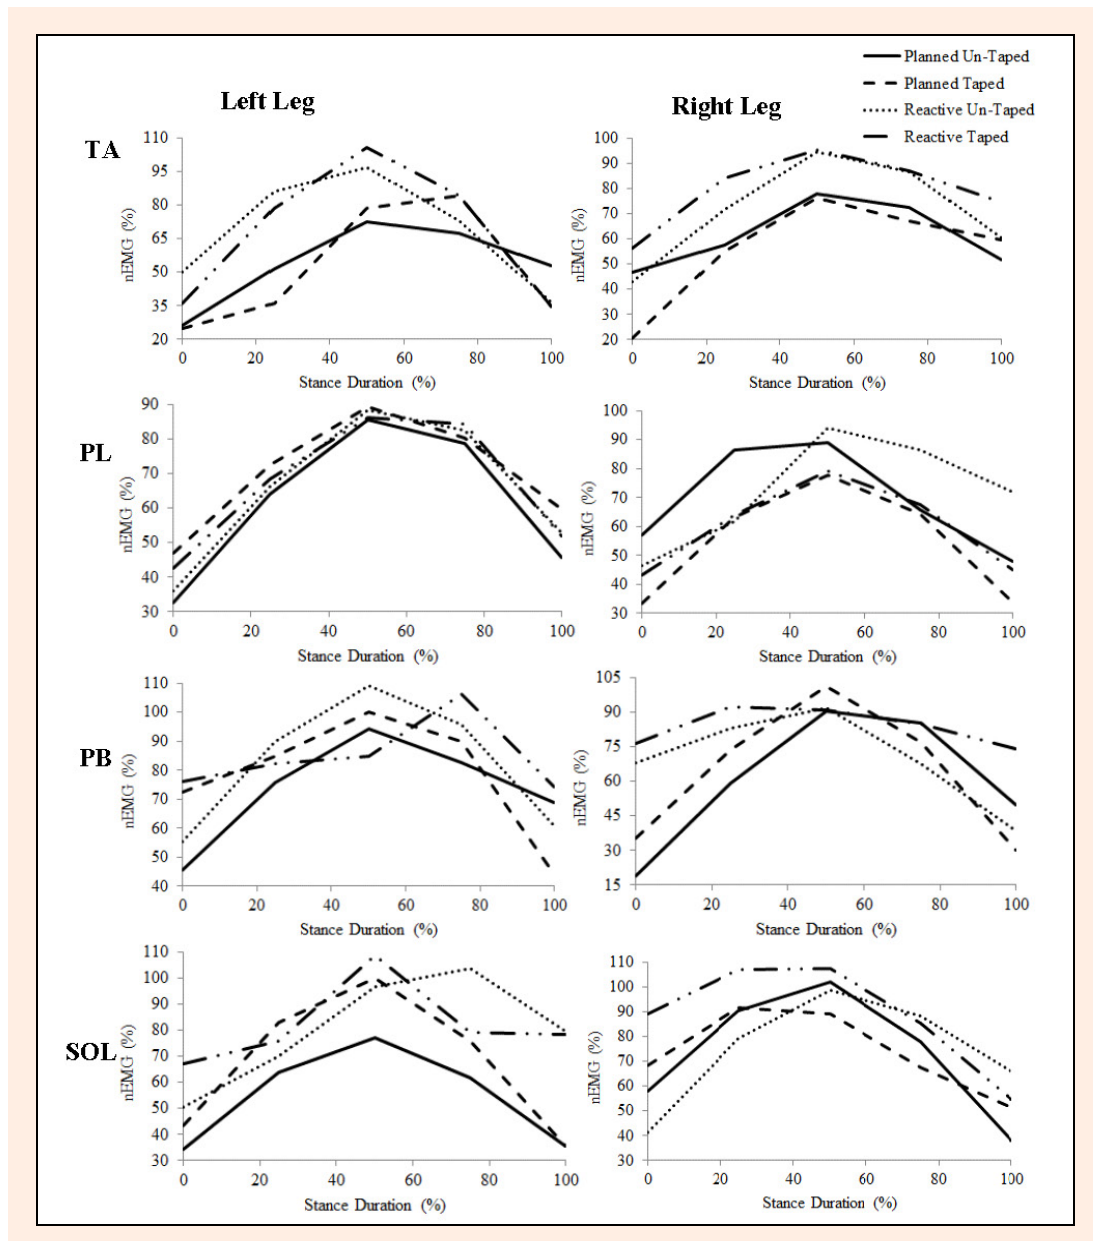 Planned Un-Taped
Planned Taped
Reactive Un-Taped
Reactive Taped
Left Leg
Right Leg
TA
110
95
80
65
50
35
20
nEMG (%)
0 20 40 60 80 100
Stance Duration (%)
100
90
80
70
60
50
40
30
20
nEMG (%)
0 20 40 60 80 100
Stance Duration (%)
PL
90
80
70
60
50
40
30
nEMG (%)
0 20 40 60 80 100
Stance Duration (%)
100
90
80
70
60
50
40
30
nEMG (%)
0 20 40 60 80 100
Stance Duration (%)
PB
110
100
90
80
70
60
50
40
nEMG (%)
0 20 40 60 80 100
Stance Duration (%)
105
90
75
60
45
30
15
nEMG (%)
0 20 40 60 80 100
Stance Duration (%)
SOL
110
100
90
80
70
60
50
40
30
nEMG (%)
0 20 40 60 80 100
Stance Duration (%)
110
100
90
80
70
60
50
40
30
nEMG (%)
0 20 40 60 80 100
Stance Duration (%)